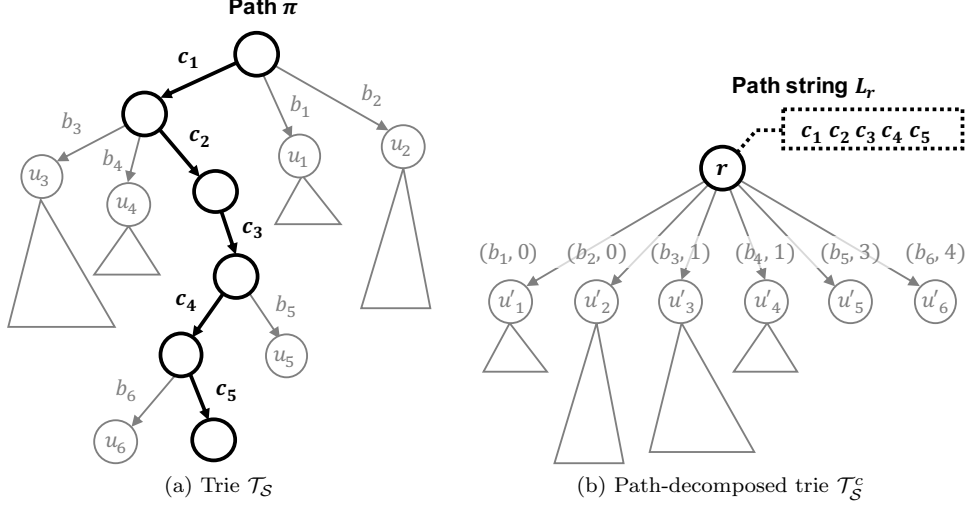 Path π
c₁
b₁
b₂
b₃
c₂
b₄
u₁
u₂
u₃
u₄
c₃
c₄
b₅
u₅
b₆
c₅
u₆
(a) Trie 𝒯_𝒮
Path string L_r
c₁ c₂ c₃ c₄ c₅
r
(b₁, 0) (b₂, 0) (b₃, 1) (b₄, 1) (b₅, 3) (b₆, 4)
u′₁ u′₂ u′₃ u′₄ u′₅ u′₆
(b) Path-decomposed trie 𝒯^c_𝒮